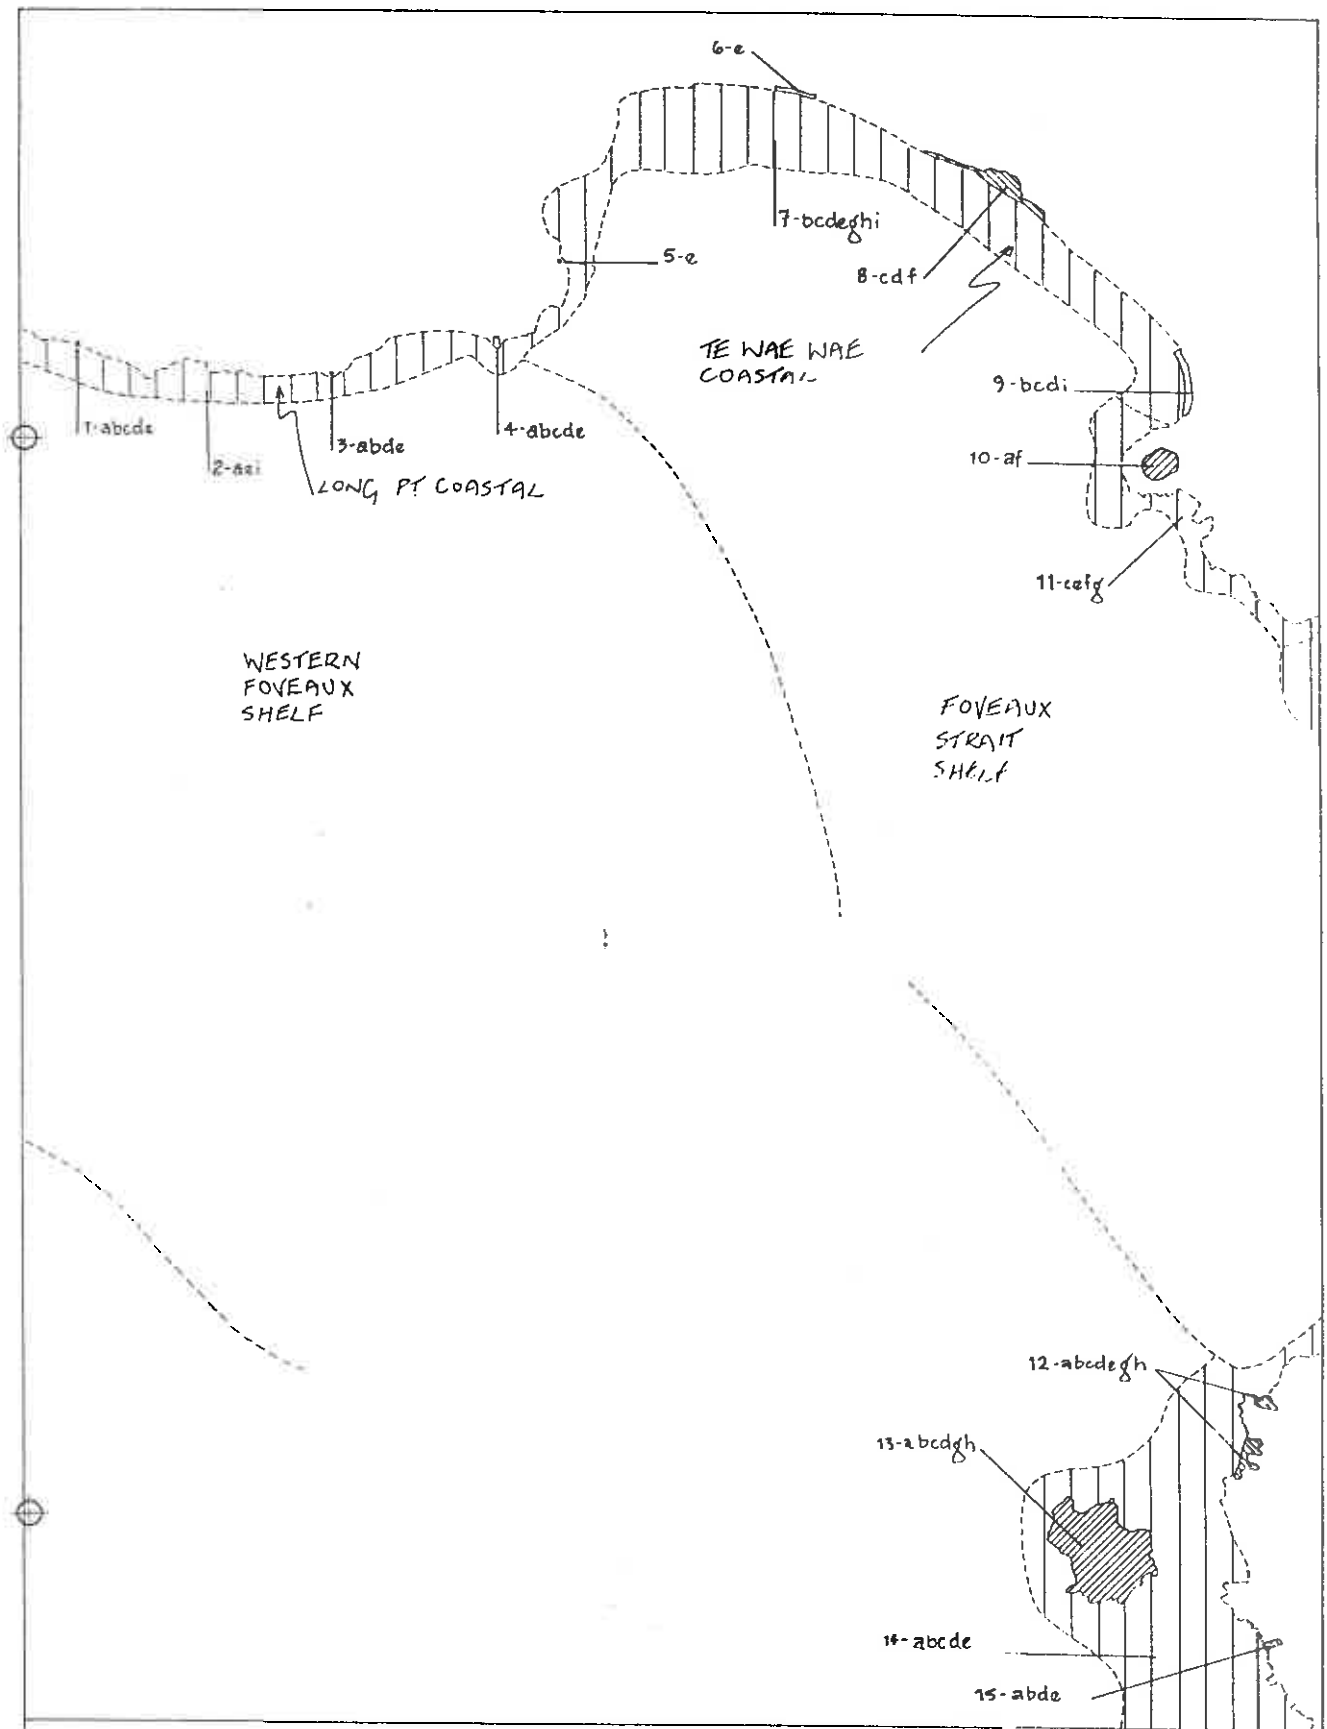 6-e
7-bcdeghi
5-e
8-cdf
TE WAE WAE
COASTAL
9-bcdi
1-abcde
2-aei
3-abde
4-abcde
10-af
LONG PT COASTAL
11-cefg
WESTERN
FOVEAUX
SHELF
FOVEAUX
STRAIT
SHELF
12-abcdegh
13-abcdgh
14-abcde
15-abde